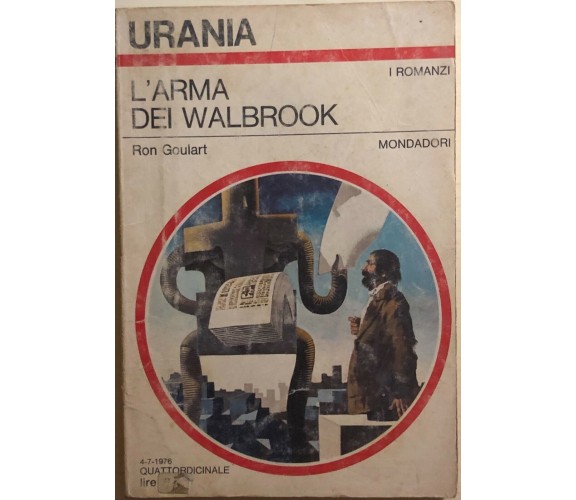 URANIA
I ROMANZI
L'ARMA
DEI WALBROOK
Ron Goulart
MONDADORI
4-7-1976
QUATTORDICINALE
lire